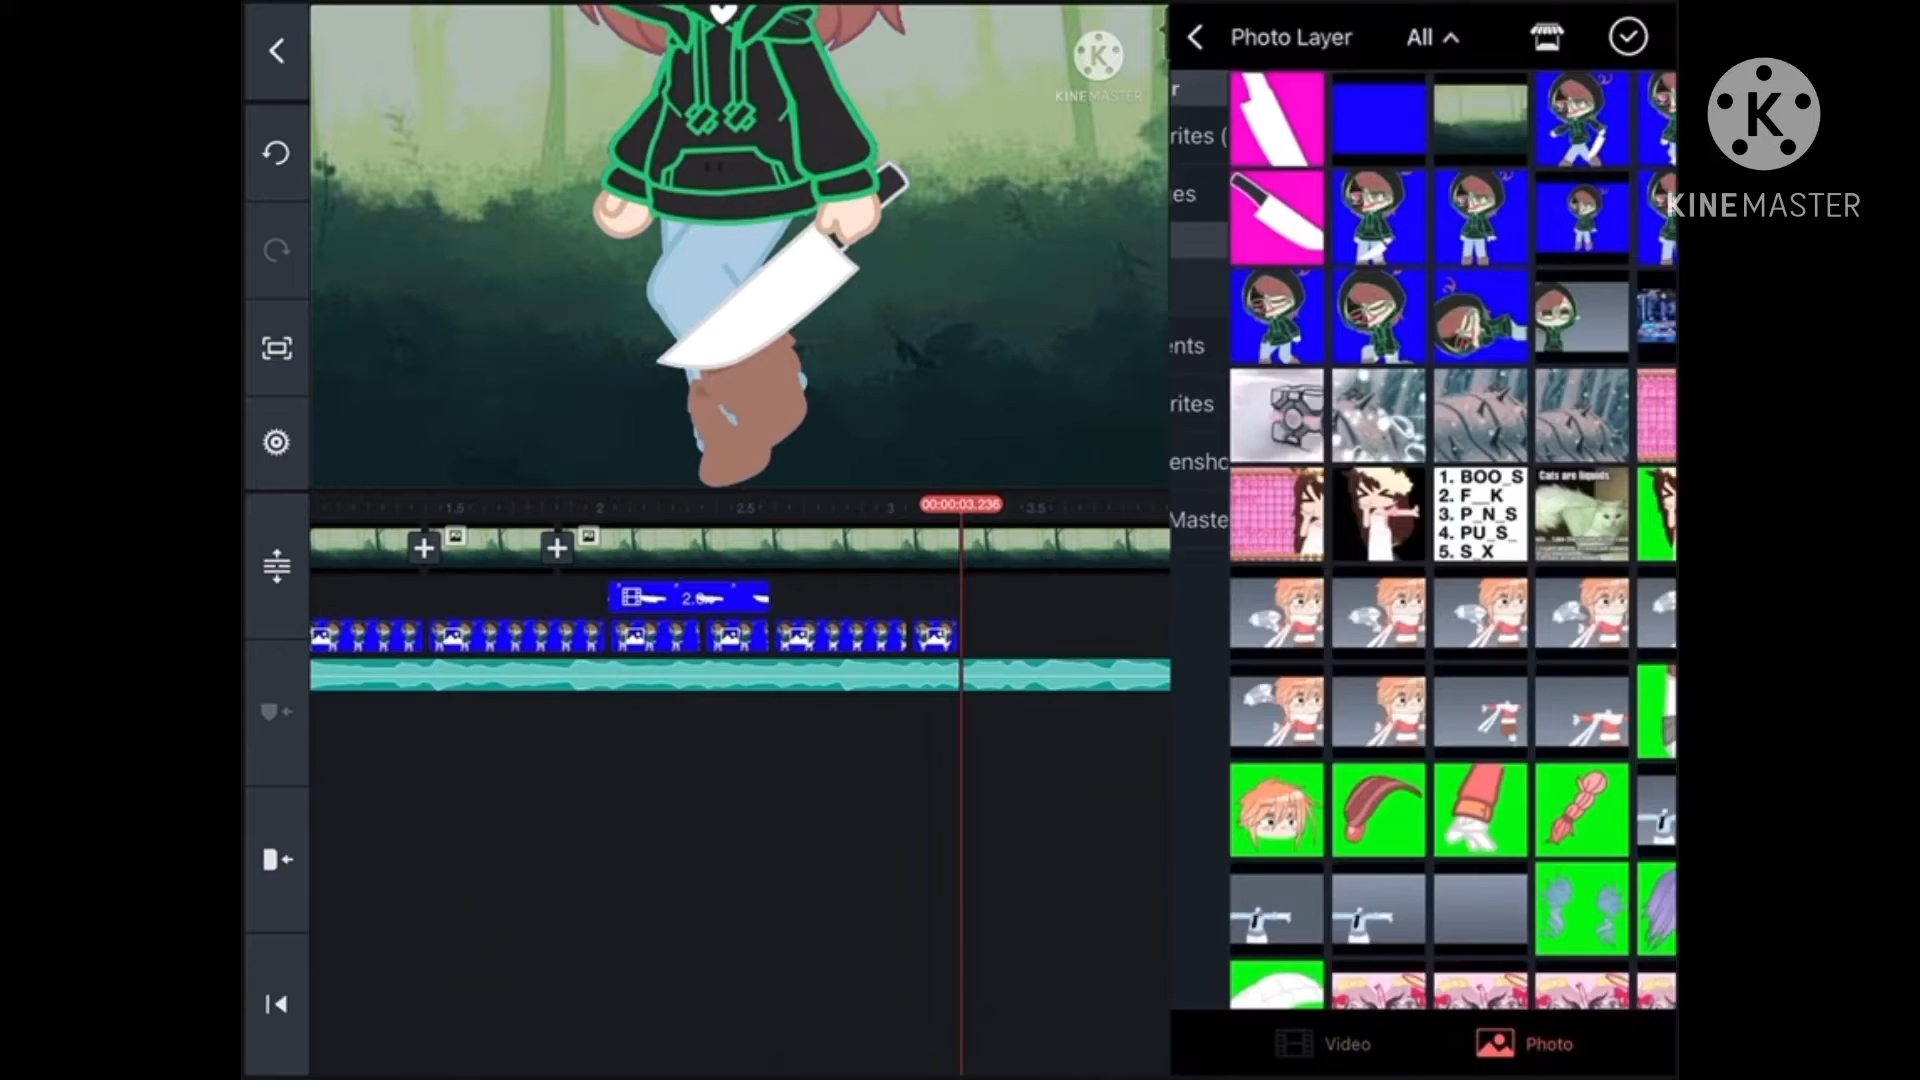 Photo Layer
All
KINEMASTER
KINEMASTER
r
rites (
es
ents
rites
ensho
Maste
1. BOO_S
2. F__K
3. P_N_S
4. PU_S_
5. S_X
Cats are liquids
1.5
2
2.5
3
00:00:03.236
3.5
Video
Photo